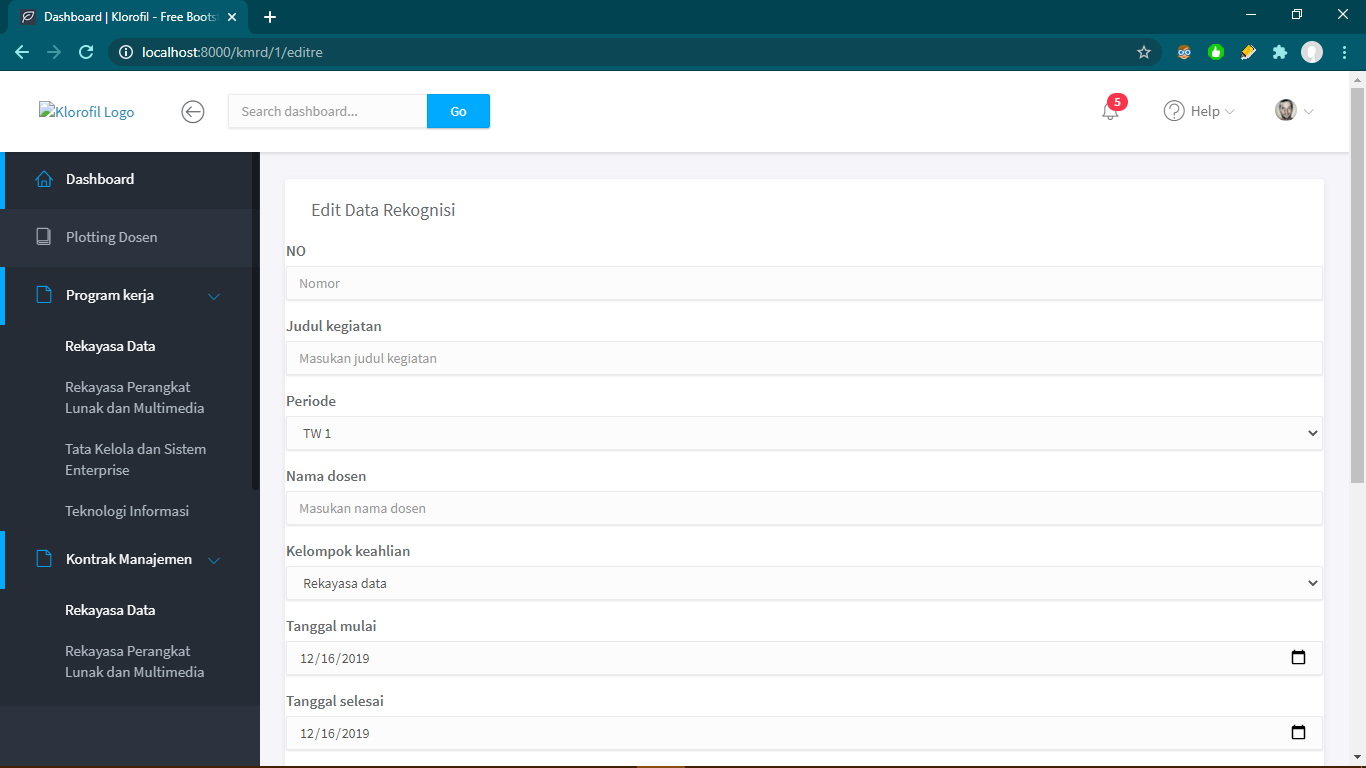 Dashboard | Klorofil - Free Boots
localhost:8000/kmrd/1/editre
Klorofil Logo
Search dashboard...
Go
5
Help
Dashboard
Plotting Dosen
Program kerja
Rekayasa Data
Rekayasa Perangkat
Lunak dan Multimedia
Tata Kelola dan Sistem
Enterprise
Teknologi Informasi
Kontrak Manajemen
Rekayasa Data
Rekayasa Perangkat
Lunak dan Multimedia
Edit Data Rekognisi
NO
Nomor
Judul kegiatan
Masukan judul kegiatan
Periode
TW 1
Nama dosen
Masukan nama dosen
Kelompok keahlian
Rekayasa data
Tanggal mulai
12/16/2019
Tanggal selesai
12/16/2019